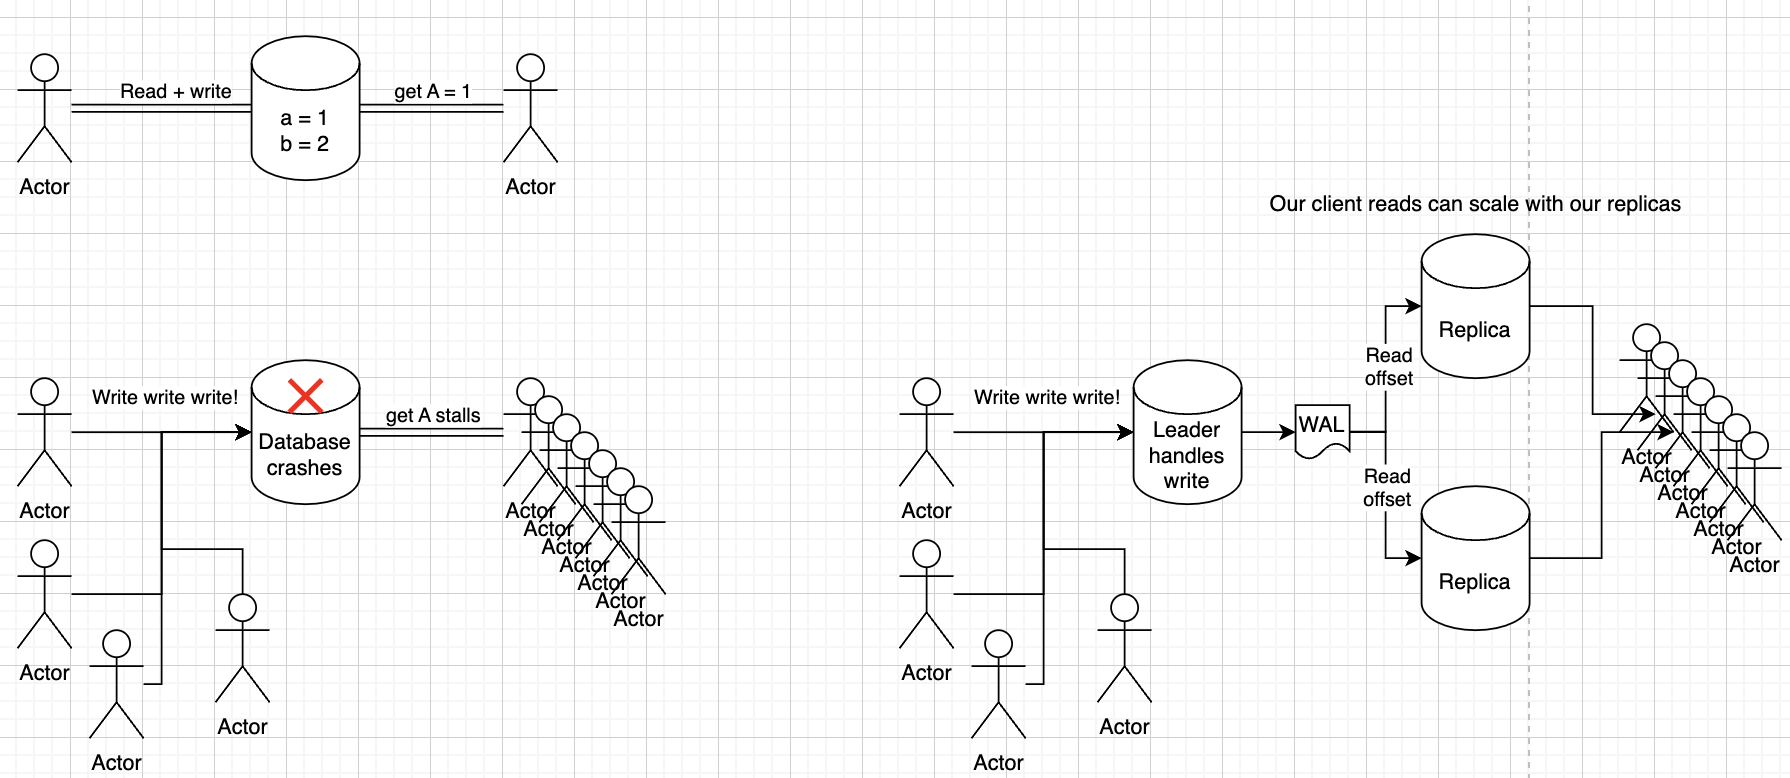 Read + write
a = 1
b = 2
get A = 1
Actor
Actor
Write write write!
Database
crashes
get A stalls
Actor
Actor
Actor
Actor
Actor
Actor
Actor
Actor
Actor
Actor
Actor
Our client reads can scale with our replicas
Write write write!
Leader
handles
write
WAL
Read
offset
Read
offset
Replica
Replica
Actor
Actor
Actor
Actor
Actor
Actor
Actor
Actor
Actor
Actor
Actor